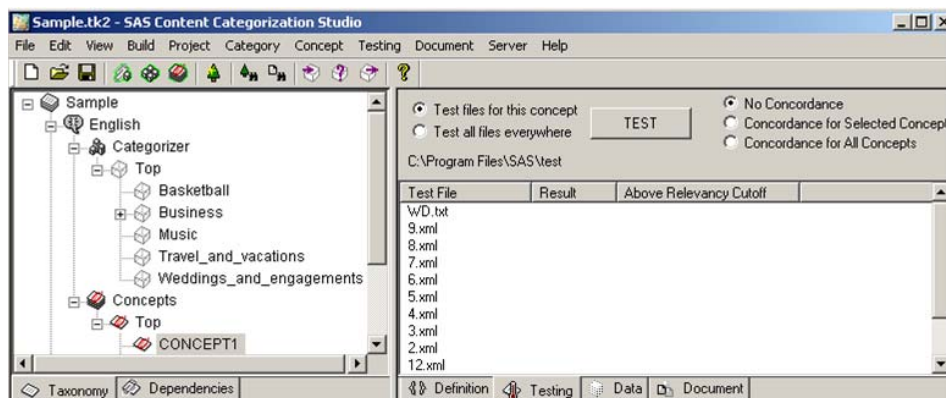 Sample.tk2 - SAS Content Categorization Studio
File Edit View Build Project Category Concept Testing Document Server Help
Sample
English
Categorizer
Top
Basketball
Business
Music
Travel_and_vacations
Weddings_and_engagements
Concepts
Top
CONCEPT1
Taxonomy Dependencies
Test files for this concept
Test all files everywhere
TEST
No Concordance
Concordance for Selected Concept
Concordance for All Concepts
C:\Program Files\SAS\test
Test File Result Above Relevancy Cutoff
WD.txt
9.xml
8.xml
7.xml
6.xml
5.xml
4.xml
3.xml
2.xml
12.xml
Definition Testing Data Document